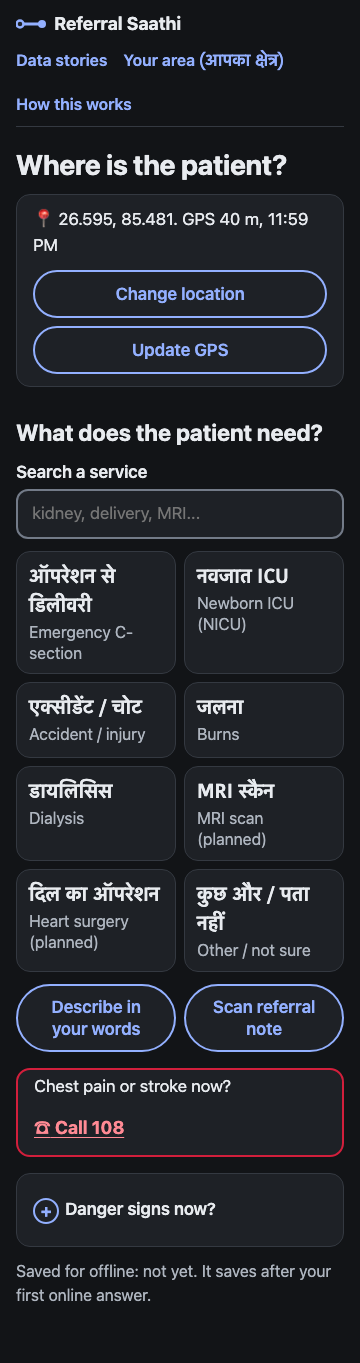 Referral Saathi
Data stories Your area (आपका क्षेत्र)
How this works
Where is the patient?
📍 26.595, 85.481. GPS 40 m, 11:59
PM
Change location
Update GPS
What does the patient need?
Search a service
kidney, delivery, MRI...
ऑपरेशन से
डिलीवरी
Emergency C-
section
नवजात ICU
Newborn ICU
(NICU)
एक्सीडेंट / चोट
Accident / injury
जलना
Burns
डायलिसिस
Dialysis
MRI स्कैन
MRI scan
(planned)
दिल का ऑपरेशन
Heart surgery
(planned)
कुछ और / पता
नहीं
Other / not sure
Describe in
your words
Scan referral
note
Chest pain or stroke now?
☎ Call 108
Danger signs now?
Saved for offline: not yet. It saves after your
first online answer.